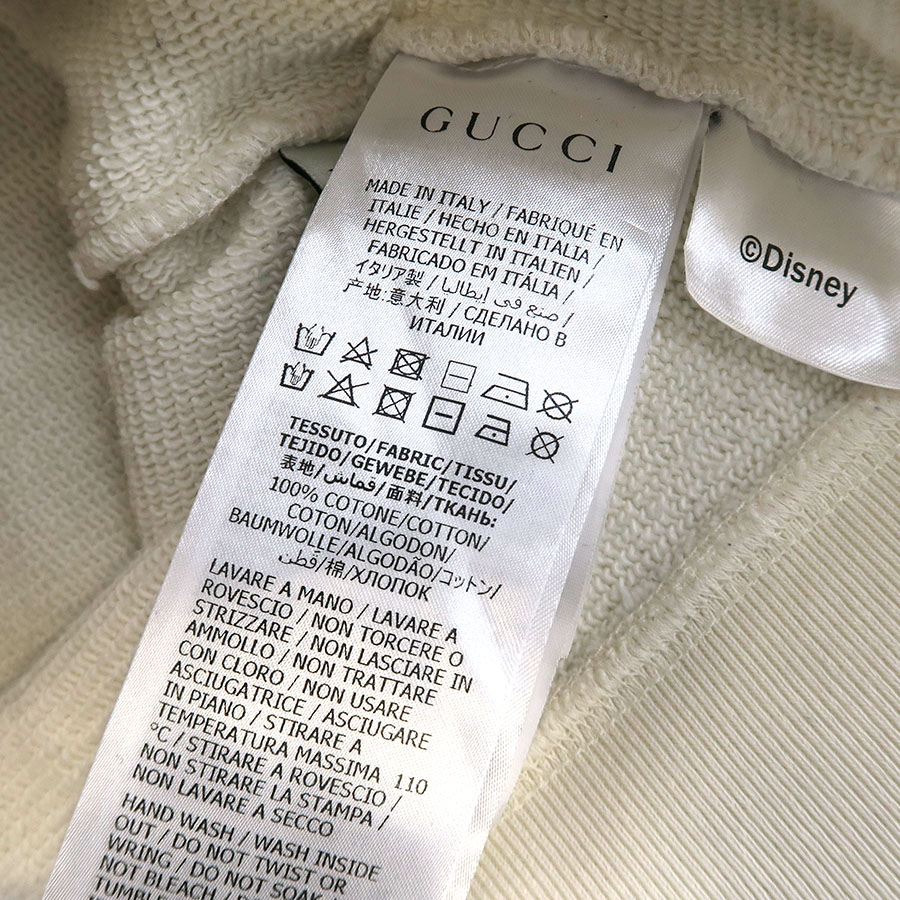 GUCCI
MADE IN ITALY / FABRIQUÉ EN
ITALIE / HECHO EN ITALIA /
HERGESTELLT IN ITALIEN /
FABRICADO EM ITÁLIA /
イタリア製 / صنع في إيطاليا /
产地:意大利 / СДЕЛАНО В
ИТАЛИИ
TESSUTO/FABRIC/TISSU/
TEJIDO/GEWEBE/TECIDO/
表地/قماش/面料/ТКАНЬ:
100% COTONE/COTTON/
COTON/ALGODON/
BAUMWOLLE/ALGODÃO/コットン/
قطن/棉/ХЛОПОК
LAVARE A MANO / LAVARE A
ROVESCIO / NON TORCERE O
STRIZZARE / NON LASCIARE IN
AMMOLLO / NON TRATTARE
CON CLORO / NON USARE
ASCIUGATRICE / ASCIUGARE
IN PIANO / STIRARE A
TEMPERATURA MASSIMA 110
°C / STIRARE A ROVESCIO /
NON STIRARE LA STAMPA /
NON LAVARE A SECCO
HAND WASH / WASH INSIDE
OUT / DO NOT TWIST OR
WRING / DO NOT SOAK
NOT BLEACH /
TUMBLE
©Disney